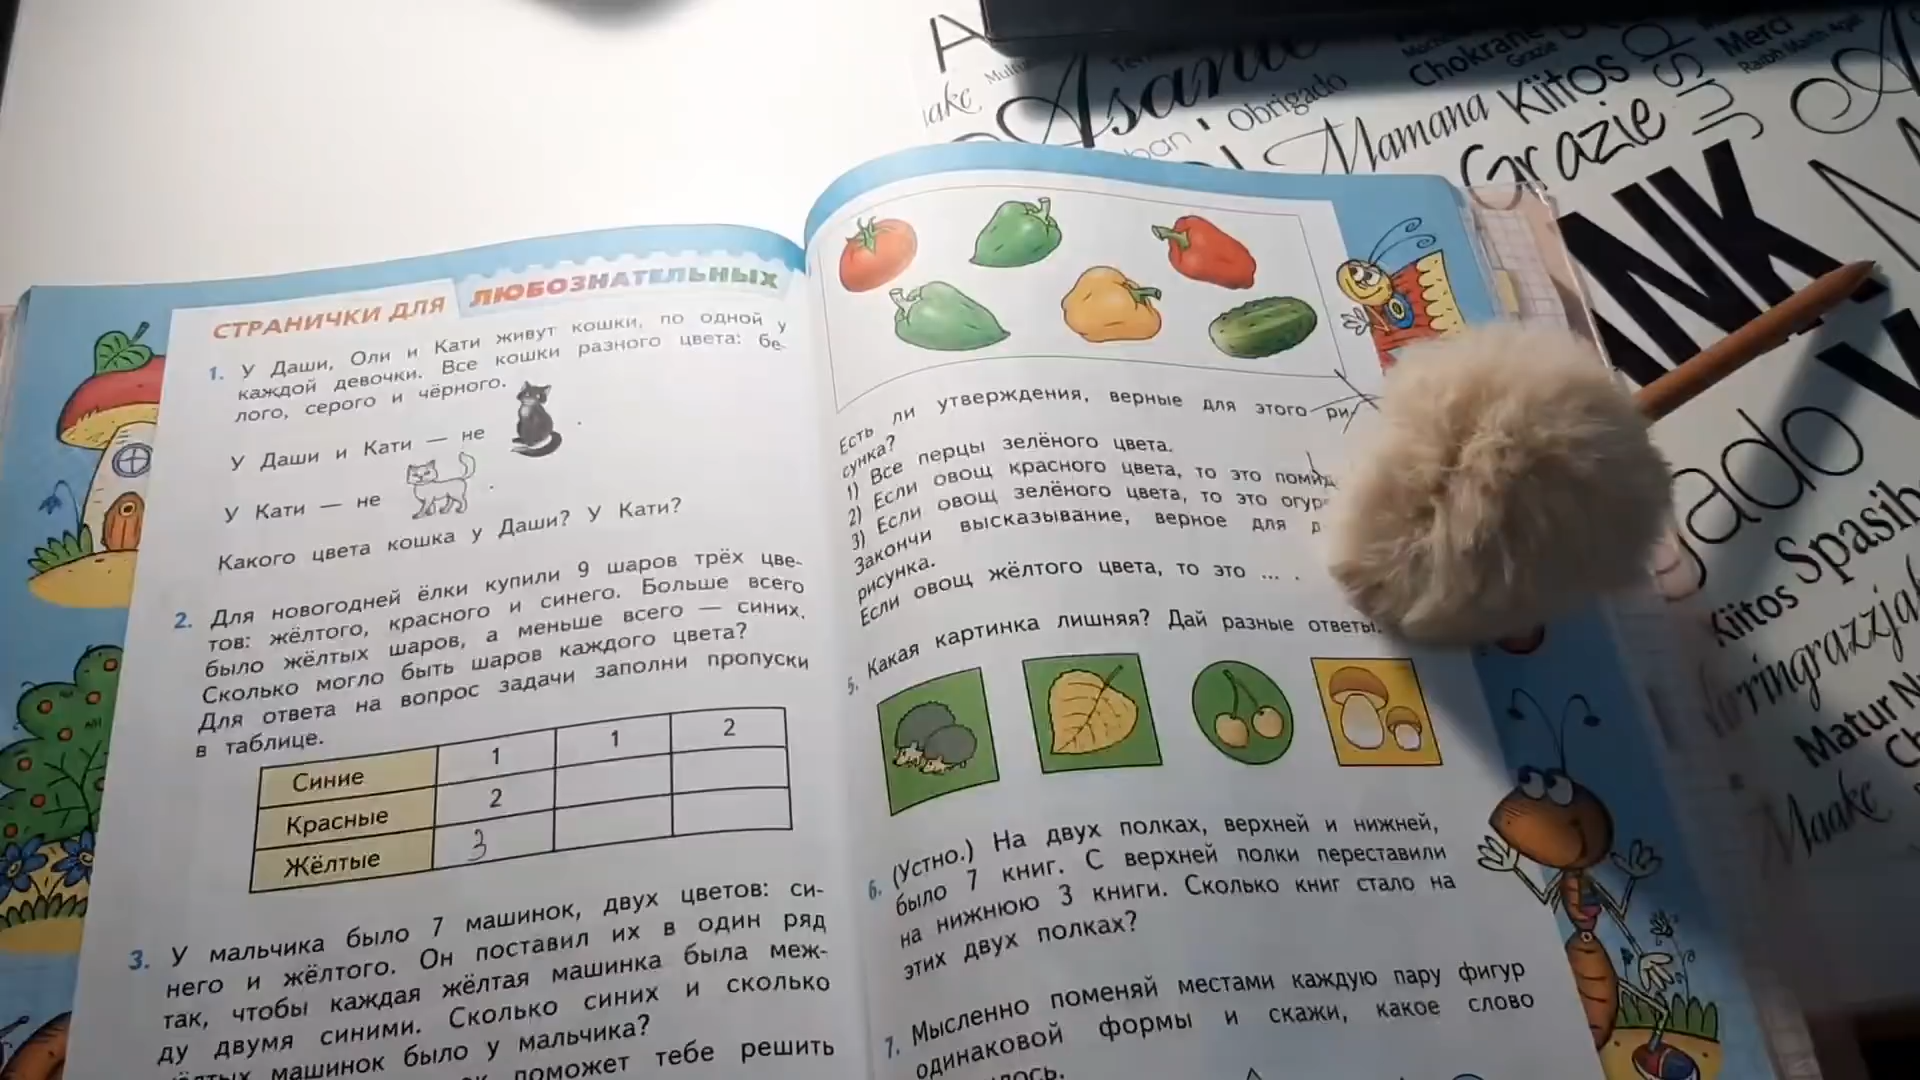 СТРАНИЧКИ ДЛЯ ЛЮБОЗНАТЕЛЬНЫХ
1. У Даши, Оли и Кати живут кошки, по одной у
каждой девочки. Все кошки разного цвета: бе-
лого, серого и чёрного.
У Даши и Кати — не
.
У Кати — не
.
Какого цвета кошка у Даши? У Кати?
2. Для новогодней ёлки купили 9 шаров трёх цве-
тов: жёлтого, красного и синего. Больше всего
было жёлтых шаров, а меньше всего — синих.
Сколько могло быть шаров каждого цвета?
Для ответа на вопрос задачи заполни пропуски
в таблице.
Синие 1 1 2
Красные 2
Жёлтые 3
3. У мальчика было 7 машинок, двух цветов: си-
него и жёлтого. Он поставил их в один ряд
так, чтобы каждая жёлтая машинка была меж-
ду двумя синими. Сколько синих и сколько
машинок было у мальчика?
поможет тебе решить
Есть ли утверждения, верные для этого ри-
сунка?
1) Все перцы зелёного цвета.
2) Если овощ красного цвета, то это
3) Если овощ зелёного цвета, то это
Закончи высказывание, верное для
рисунка.
Если овощ жёлтого цвета, то это ... .
5. Какая картинка лишняя? Дай разные ответы.
6. (Устно.) На двух полках, верхней и нижней,
было 7 книг. С верхней полки переставили
на нижнюю 3 книги. Сколько книг стало на
этих двух полках?
7. Мысленно поменяй местами каждую пару фигур
одинаковой формы и скажи, какое слово
Asante
Obrigado
Chokrane
Grazie
Merci
Mamana
Kiitos
Grazie
Kiitos
Spasib
Matur
Maake